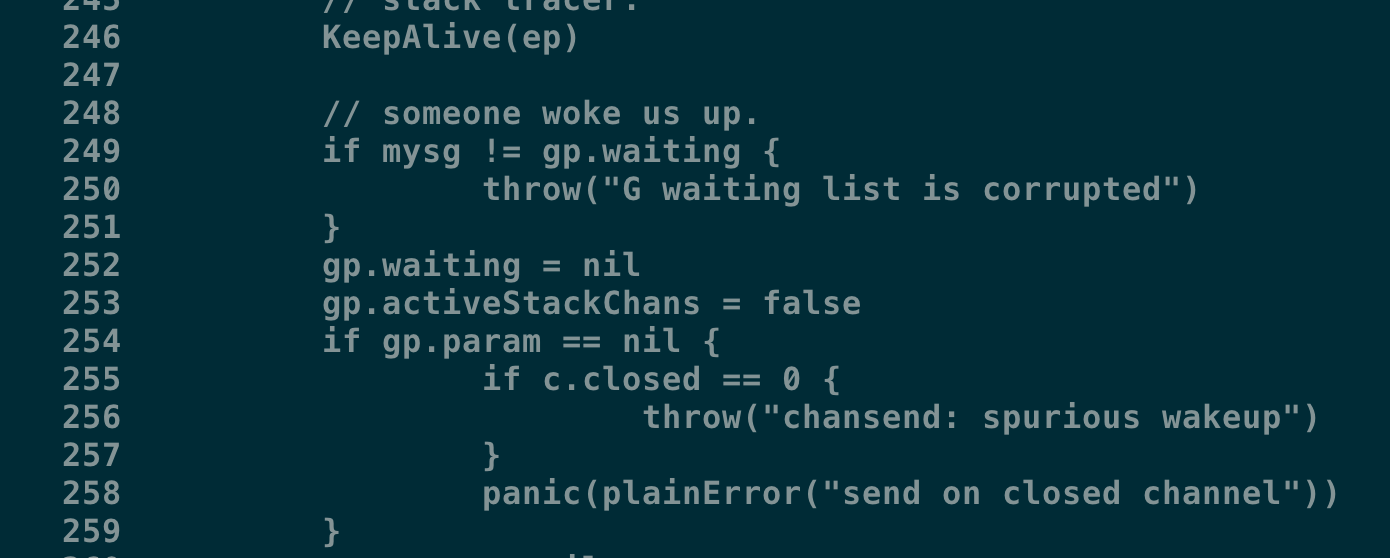 245 // stack tracer.
246 KeepAlive(ep)
247
248 // someone woke us up.
249 if mysg != gp.waiting {
250 throw("G waiting list is corrupted")
251 }
252 gp.waiting = nil
253 gp.activeStackChans = false
254 if gp.param == nil {
255 if c.closed == 0 {
256 throw("chansend: spurious wakeup")
257 }
258 panic(plainError("send on closed channel"))
259 }